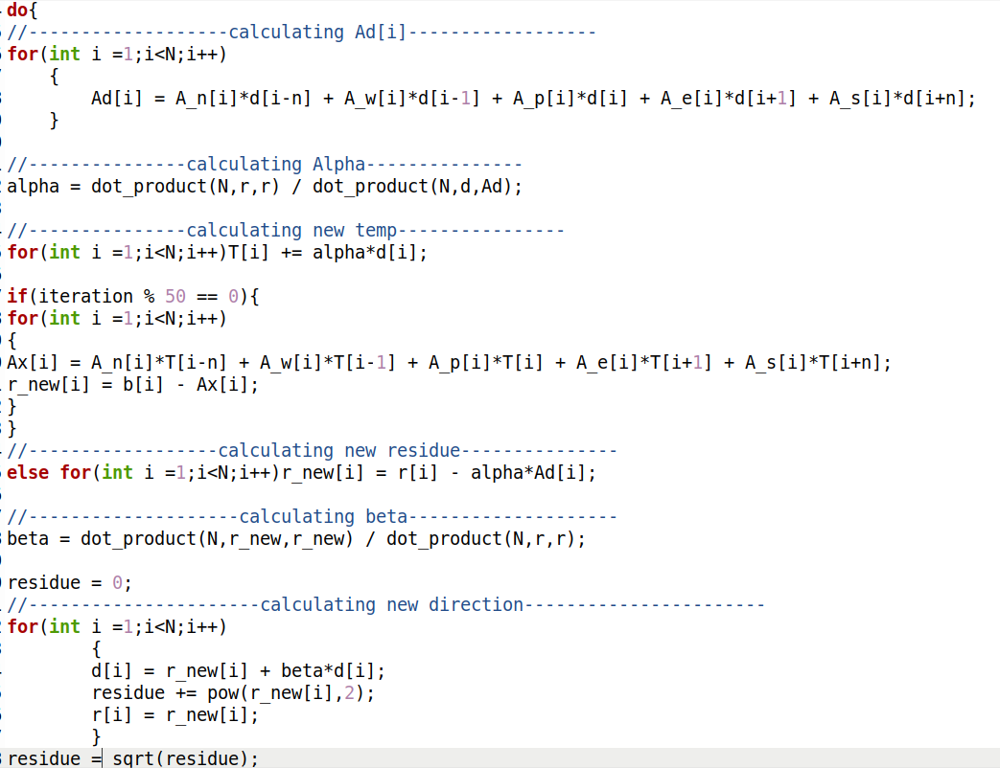 do{
//-------------------calculating Ad[i]------------------
for(int i =1;i<N;i++)
{
Ad[i] = A_n[i]*d[i-n] + A_w[i]*d[i-1] + A_p[i]*d[i] + A_e[i]*d[i+1] + A_s[i]*d[i+n];
}
//---------------calculating Alpha---------------
alpha = dot_product(N,r,r) / dot_product(N,d,Ad);
//---------------calculating new temp----------------
for(int i =1;i<N;i++)T[i] += alpha*d[i];
if(iteration % 50 == 0){
for(int i =1;i<N;i++)
{
Ax[i] = A_n[i]*T[i-n] + A_w[i]*T[i-1] + A_p[i]*T[i] + A_e[i]*T[i+1] + A_s[i]*T[i+n];
r_new[i] = b[i] - Ax[i];
}
}
//------------------calculating new residue---------------
else for(int i =1;i<N;i++)r_new[i] = r[i] - alpha*Ad[i];
//--------------------calculating beta--------------------
beta = dot_product(N,r_new,r_new) / dot_product(N,r,r);
residue = 0;
//----------------------calculating new direction-----------------------
for(int i =1;i<N;i++)
{
d[i] = r_new[i] + beta*d[i];
residue += pow(r_new[i],2);
r[i] = r_new[i];
}
residue = sqrt(residue);